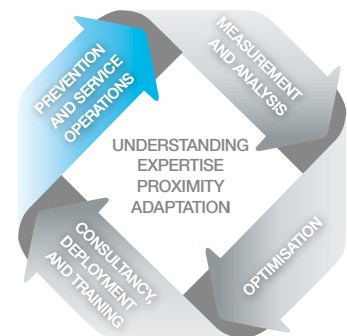 PREVENTION
AND SERVICE
OPERATIONS
MEASUREMENT
AND ANALYSIS
UNDERSTANDING
EXPERTISE
PROXIMITY
ADAPTATION
CONSULTANCY,
DEPLOYMENT
AND TRAINING
OPTIMISATION